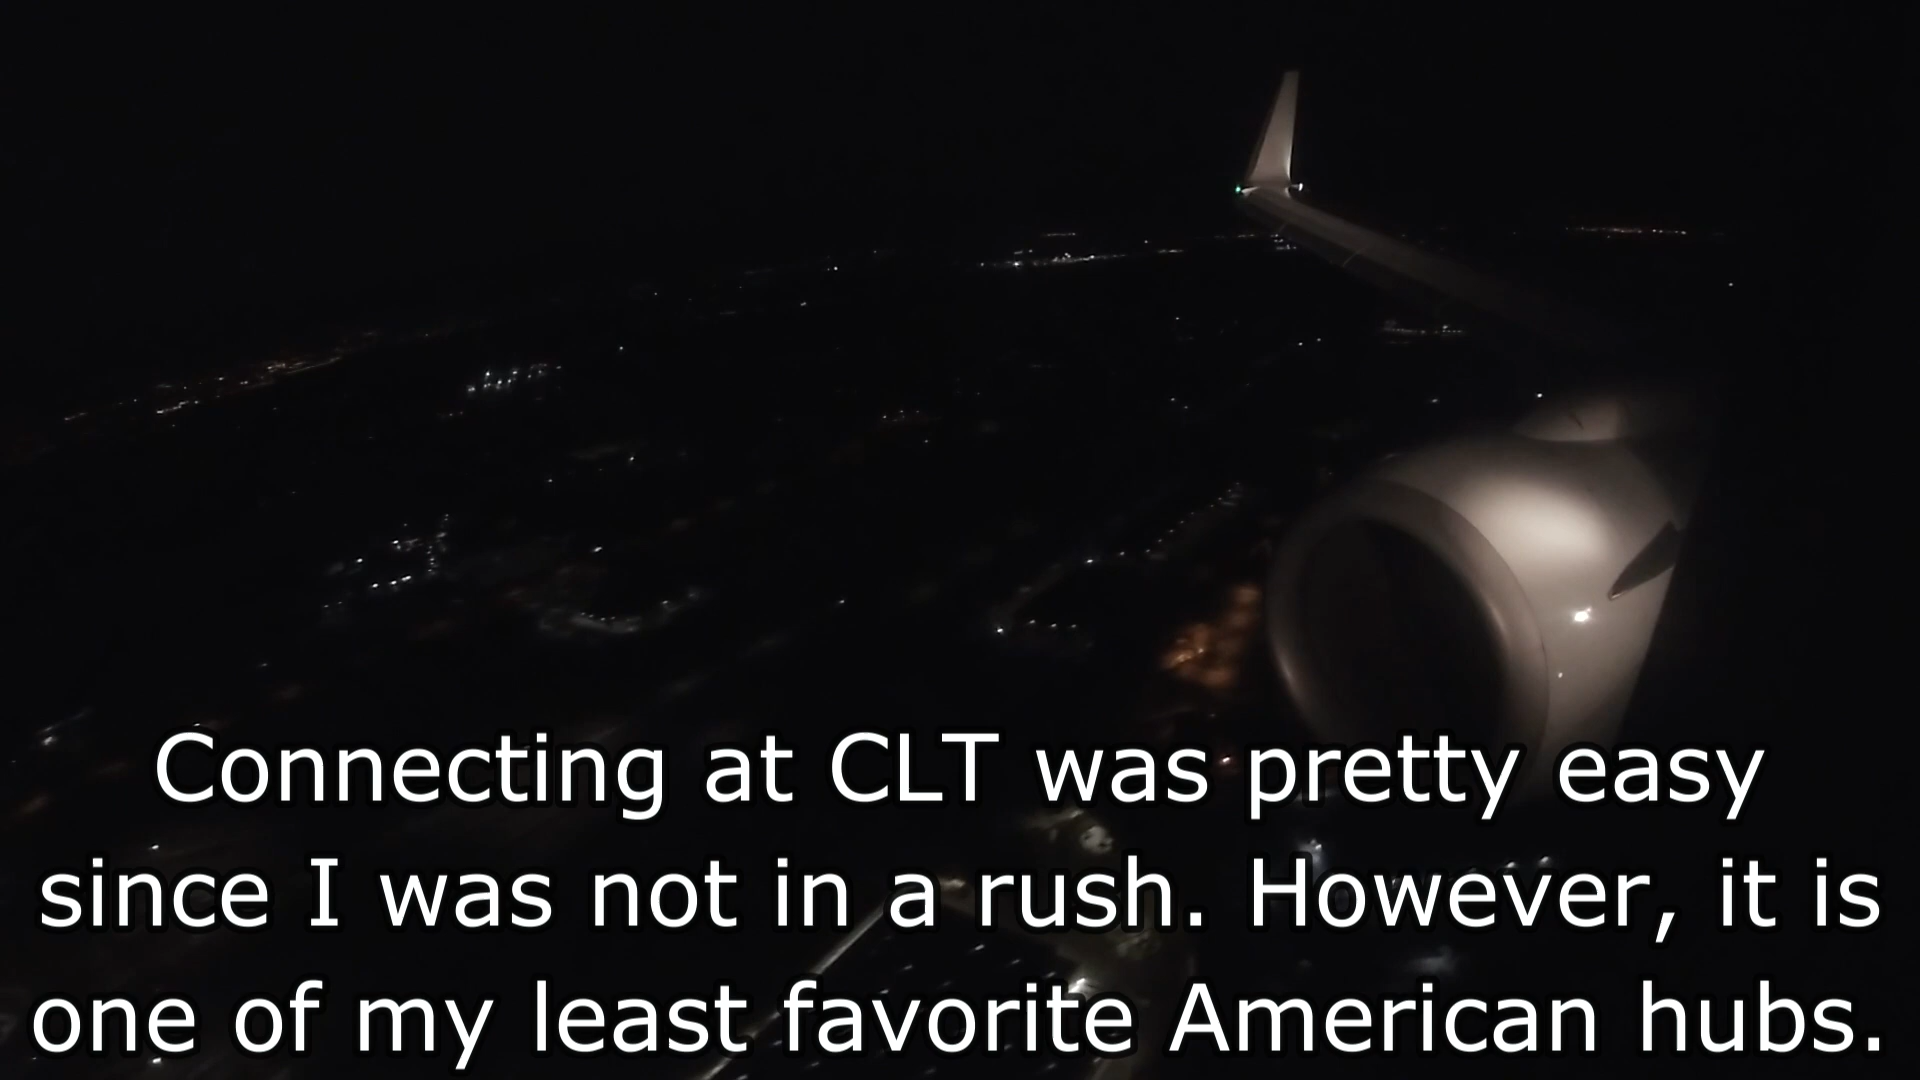 Connecting at CLT was pretty easy
since I was not in a rush. However, it is
one of my least favorite American hubs.